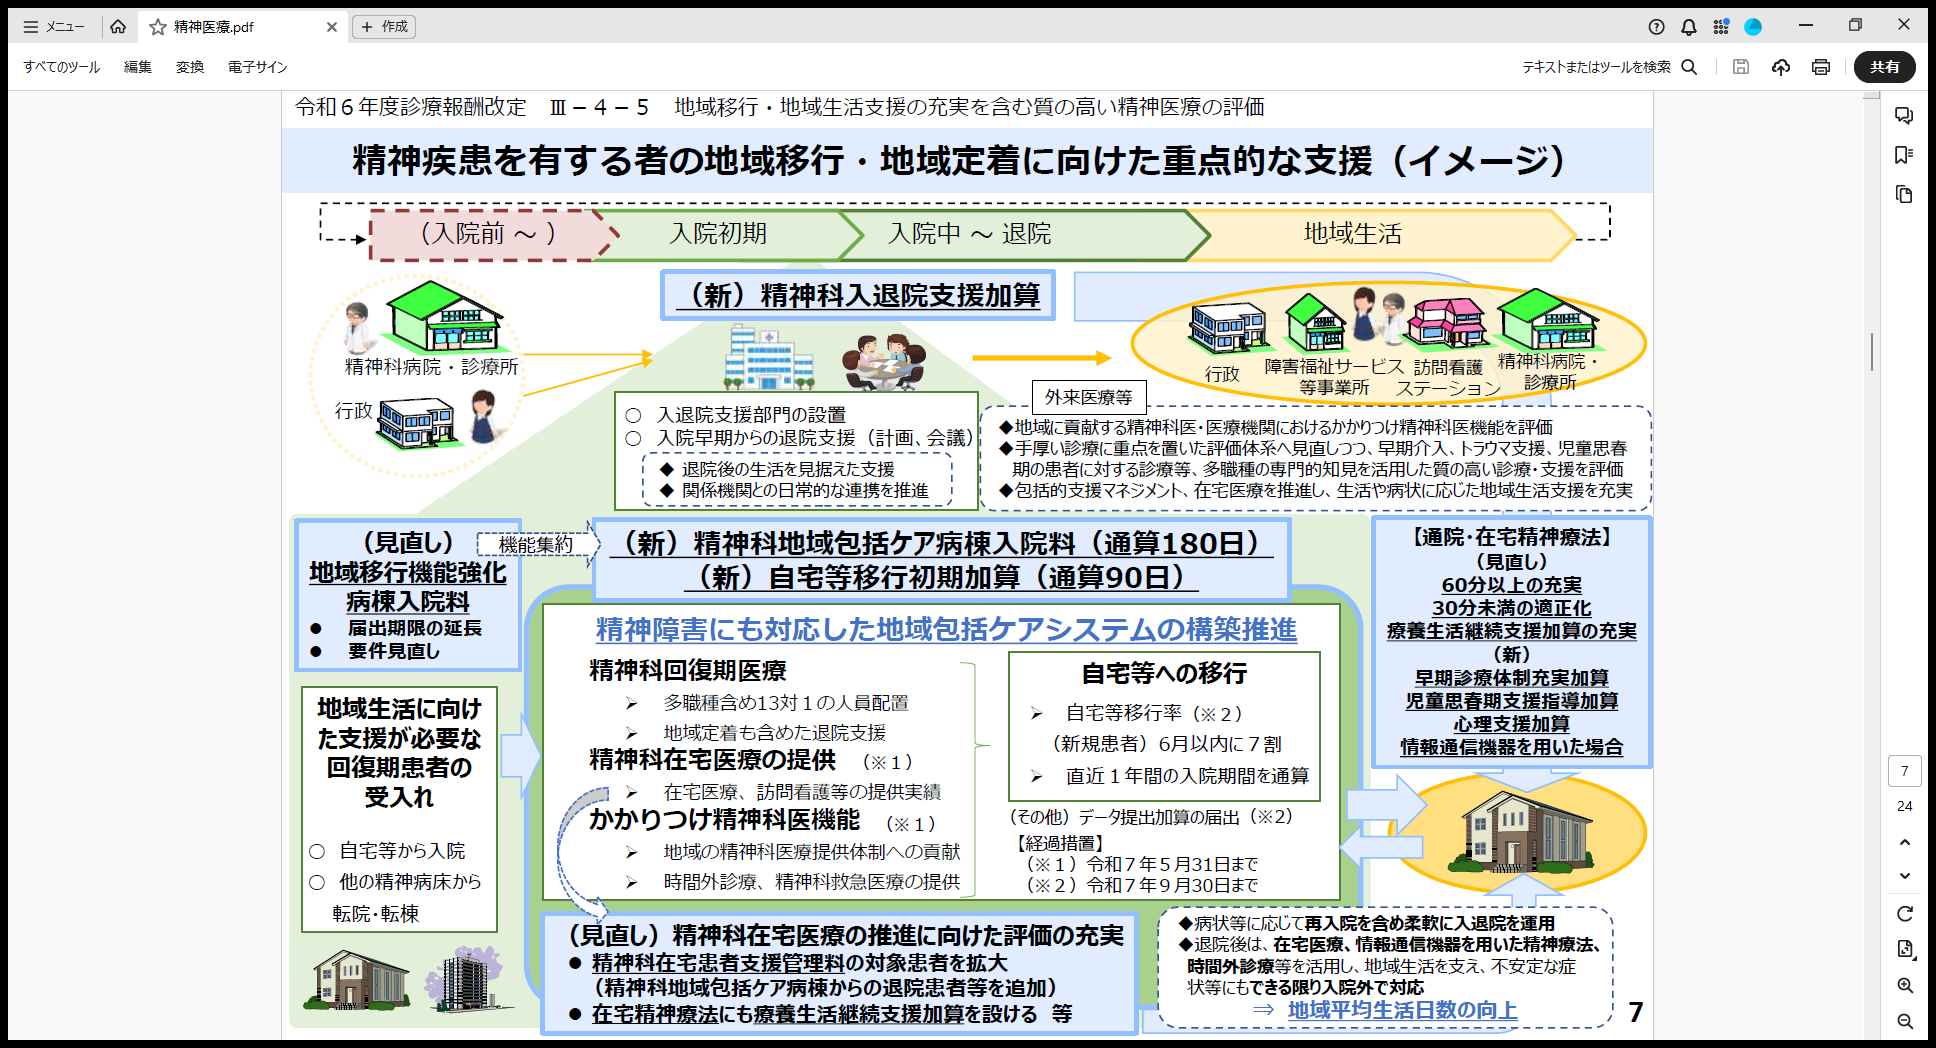 メニュー
精神医療.pdf
作成
すべてのツール
編集
変換
電子サイン
テキストまたはツールを検索
共有
令和６年度診療報酬改定　Ⅲ－４－５　地域移行・地域生活支援の充実を含む質の高い精神医療の評価
精神疾患を有する者の地域移行・地域定着に向けた重点的な支援（イメージ）
（入院前 ～ ）
入院初期
入院中 ～ 退院
地域生活
（新）精神科入退院支援加算
精神科病院・診療所
行政
行政
障害福祉サービス
等事業所
訪問看護
ステーション
精神科病院・
診療所
○　入退院支援部門の設置
○　入院早期からの退院支援（計画、会議）
◆ 退院後の生活を見据えた支援
◆ 関係機関との日常的な連携を推進
外来医療等
◆地域に貢献する精神科医・医療機関におけるかかりつけ精神科医機能を評価
◆手厚い診療に重点を置いた評価体系へ見直しつつ、早期介入、トラウマ支援、児童思春
期の患者に対する診療等、多職種の専門的知見を活用した質の高い診療・支援を評価
◆包括的支援マネジメント、在宅医療を推進し、生活や病状に応じた地域生活支援を充実
（見直し）
地域移行機能強化
病棟入院料
● 届出期限の延長
● 要件見直し
機能集約
（新）精神科地域包括ケア病棟入院料（通算180日）
（新）自宅等移行初期加算（通算90日）
【通院・在宅精神療法】
（見直し）
60分以上の充実
30分未満の適正化
療養生活継続支援加算の充実
（新）
早期診療体制充実加算
児童思春期支援指導加算
心理支援加算
情報通信機器を用いた場合
地域生活に向け
た支援が必要な
回復期患者の
受入れ
○　自宅等から入院
○　他の精神病床から
転院・転棟
精神障害にも対応した地域包括ケアシステムの構築推進
精神科回復期医療
➢ 多職種含め13対１の人員配置
➢ 地域定着も含めた退院支援
精神科在宅医療の提供　（※１）
➢ 在宅医療、訪問看護等の提供実績
かかりつけ精神科医機能　（※１）
➢ 地域の精神科医療提供体制への貢献
➢ 時間外診療、精神科救急医療の提供
自宅等への移行
➢ 自宅等移行率（※２）
（新規患者）6月以内に７割
➢ 直近１年間の入院期間を通算
（その他）データ提出加算の届出（※2）
【経過措置】
（※１）令和７年５月31日まで
（※２）令和７年９月30日まで
（見直し）精神科在宅医療の推進に向けた評価の充実
● 精神科在宅患者支援管理料の対象患者を拡大
（精神科地域包括ケア病棟からの退院患者等を追加）
● 在宅精神療法にも療養生活継続支援加算を設ける　等
◆病状等に応じて再入院を含め柔軟に入退院を運用
◆退院後は、在宅医療、情報通信機器を用いた精神療法、
時間外診療等を活用し、地域生活を支え、不安定な症
状等にもできる限り入院外で対応
⇒　地域平均生活日数の向上
7
7
24